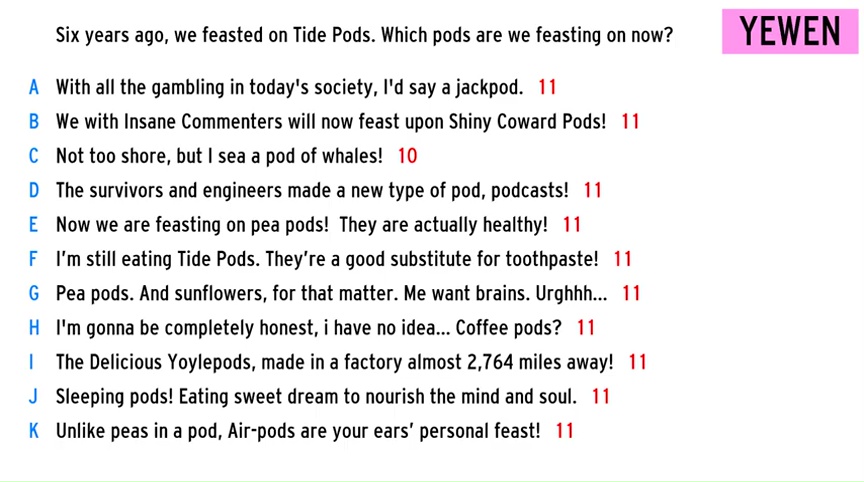 Six years ago, we feasted on Tide Pods. Which pods are we feasting on now?
YEWEN
A With all the gambling in today's society, I'd say a jackpod. 11
B We with Insane Commenters will now feast upon Shiny Coward Pods! 11
C Not too shore, but I sea a pod of whales! 10
D The survivors and engineers made a new type of pod, podcasts! 11
E Now we are feasting on pea pods! They are actually healthy! 11
F I'm still eating Tide Pods. They're a good substitute for toothpaste! 11
G Pea pods. And sunflowers, for that matter. Me want brains. Urghhh... 11
H I'm gonna be completely honest, i have no idea... Coffee pods? 11
I The Delicious Yoylepods, made in a factory almost 2,764 miles away! 11
J Sleeping pods! Eating sweet dream to nourish the mind and soul. 11
K Unlike peas in a pod, Air-pods are your ears’ personal feast! 11